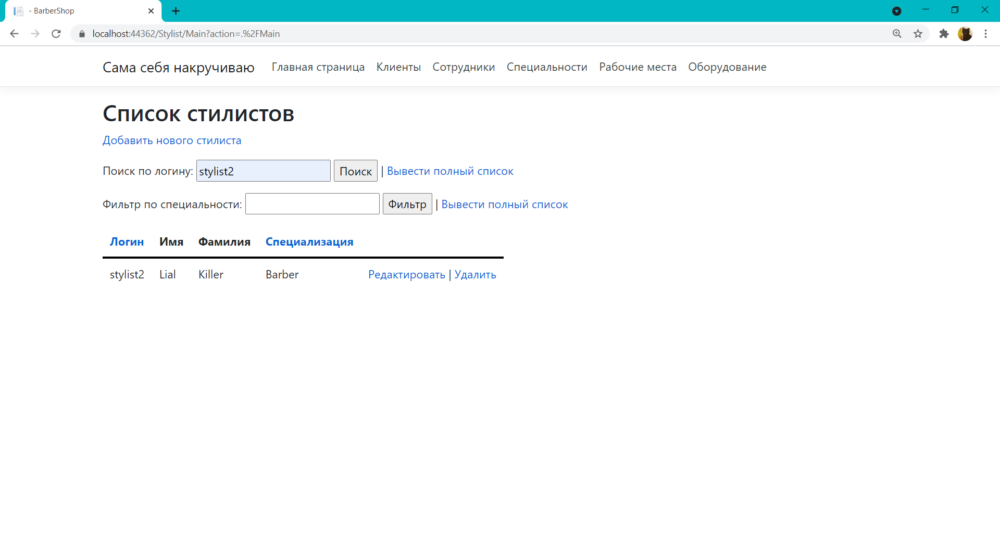 - BarberShop
localhost:44362/Stylist/Main?action=.%2FMain
Сама себя накручиваю Главная страница Клиенты Сотрудники Специальности Рабочие места Оборудование
Список стилистов
Добавить нового стилиста
Поиск по логину: stylist2 Поиск | Вывести полный список
Фильтр по специальности: Фильтр | Вывести полный список
Логин Имя Фамилия Специализация
stylist2 Lial Killer Barber Редактировать | Удалить